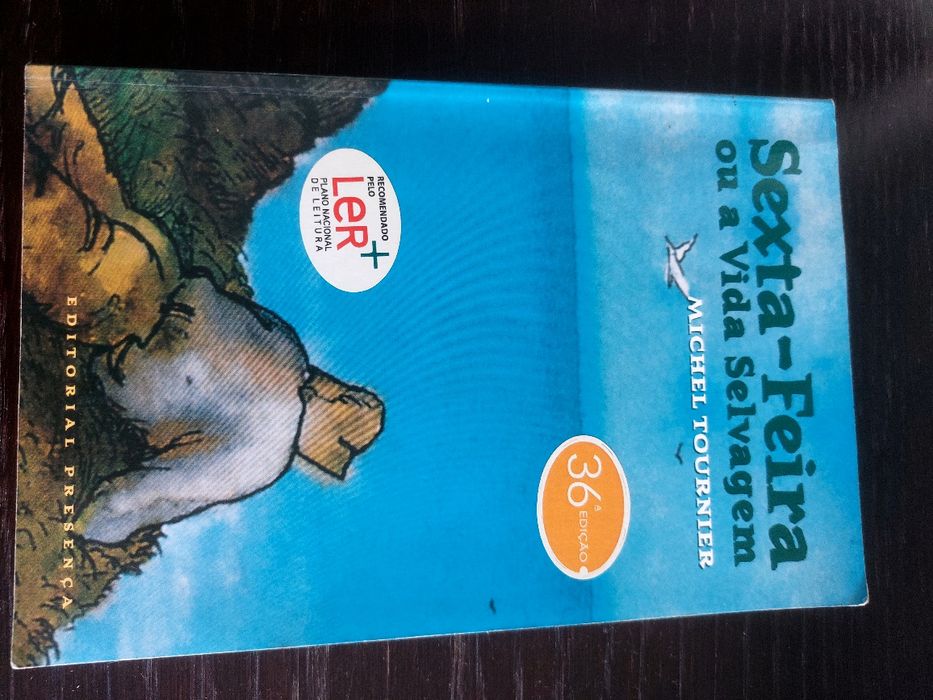 Sexta-Feira
ou a Vida Selvagem
MICHEL TOURNIER
36ª EDIÇÃO
RECOMENDADO
PELO
LeR+
PLANO NACIONAL
DE LEITURA
EDITORIAL PRESENÇA